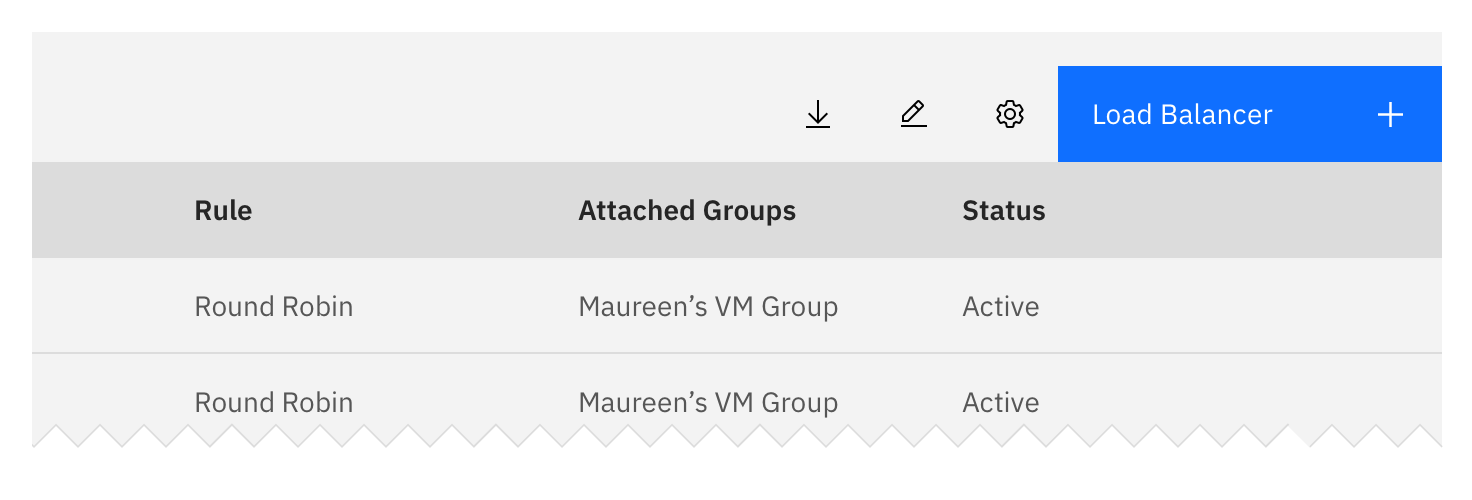 Load Balancer
Rule Attached Groups Status
Round Robin Maureen’s VM Group Active
Round Robin Maureen’s VM Group Active